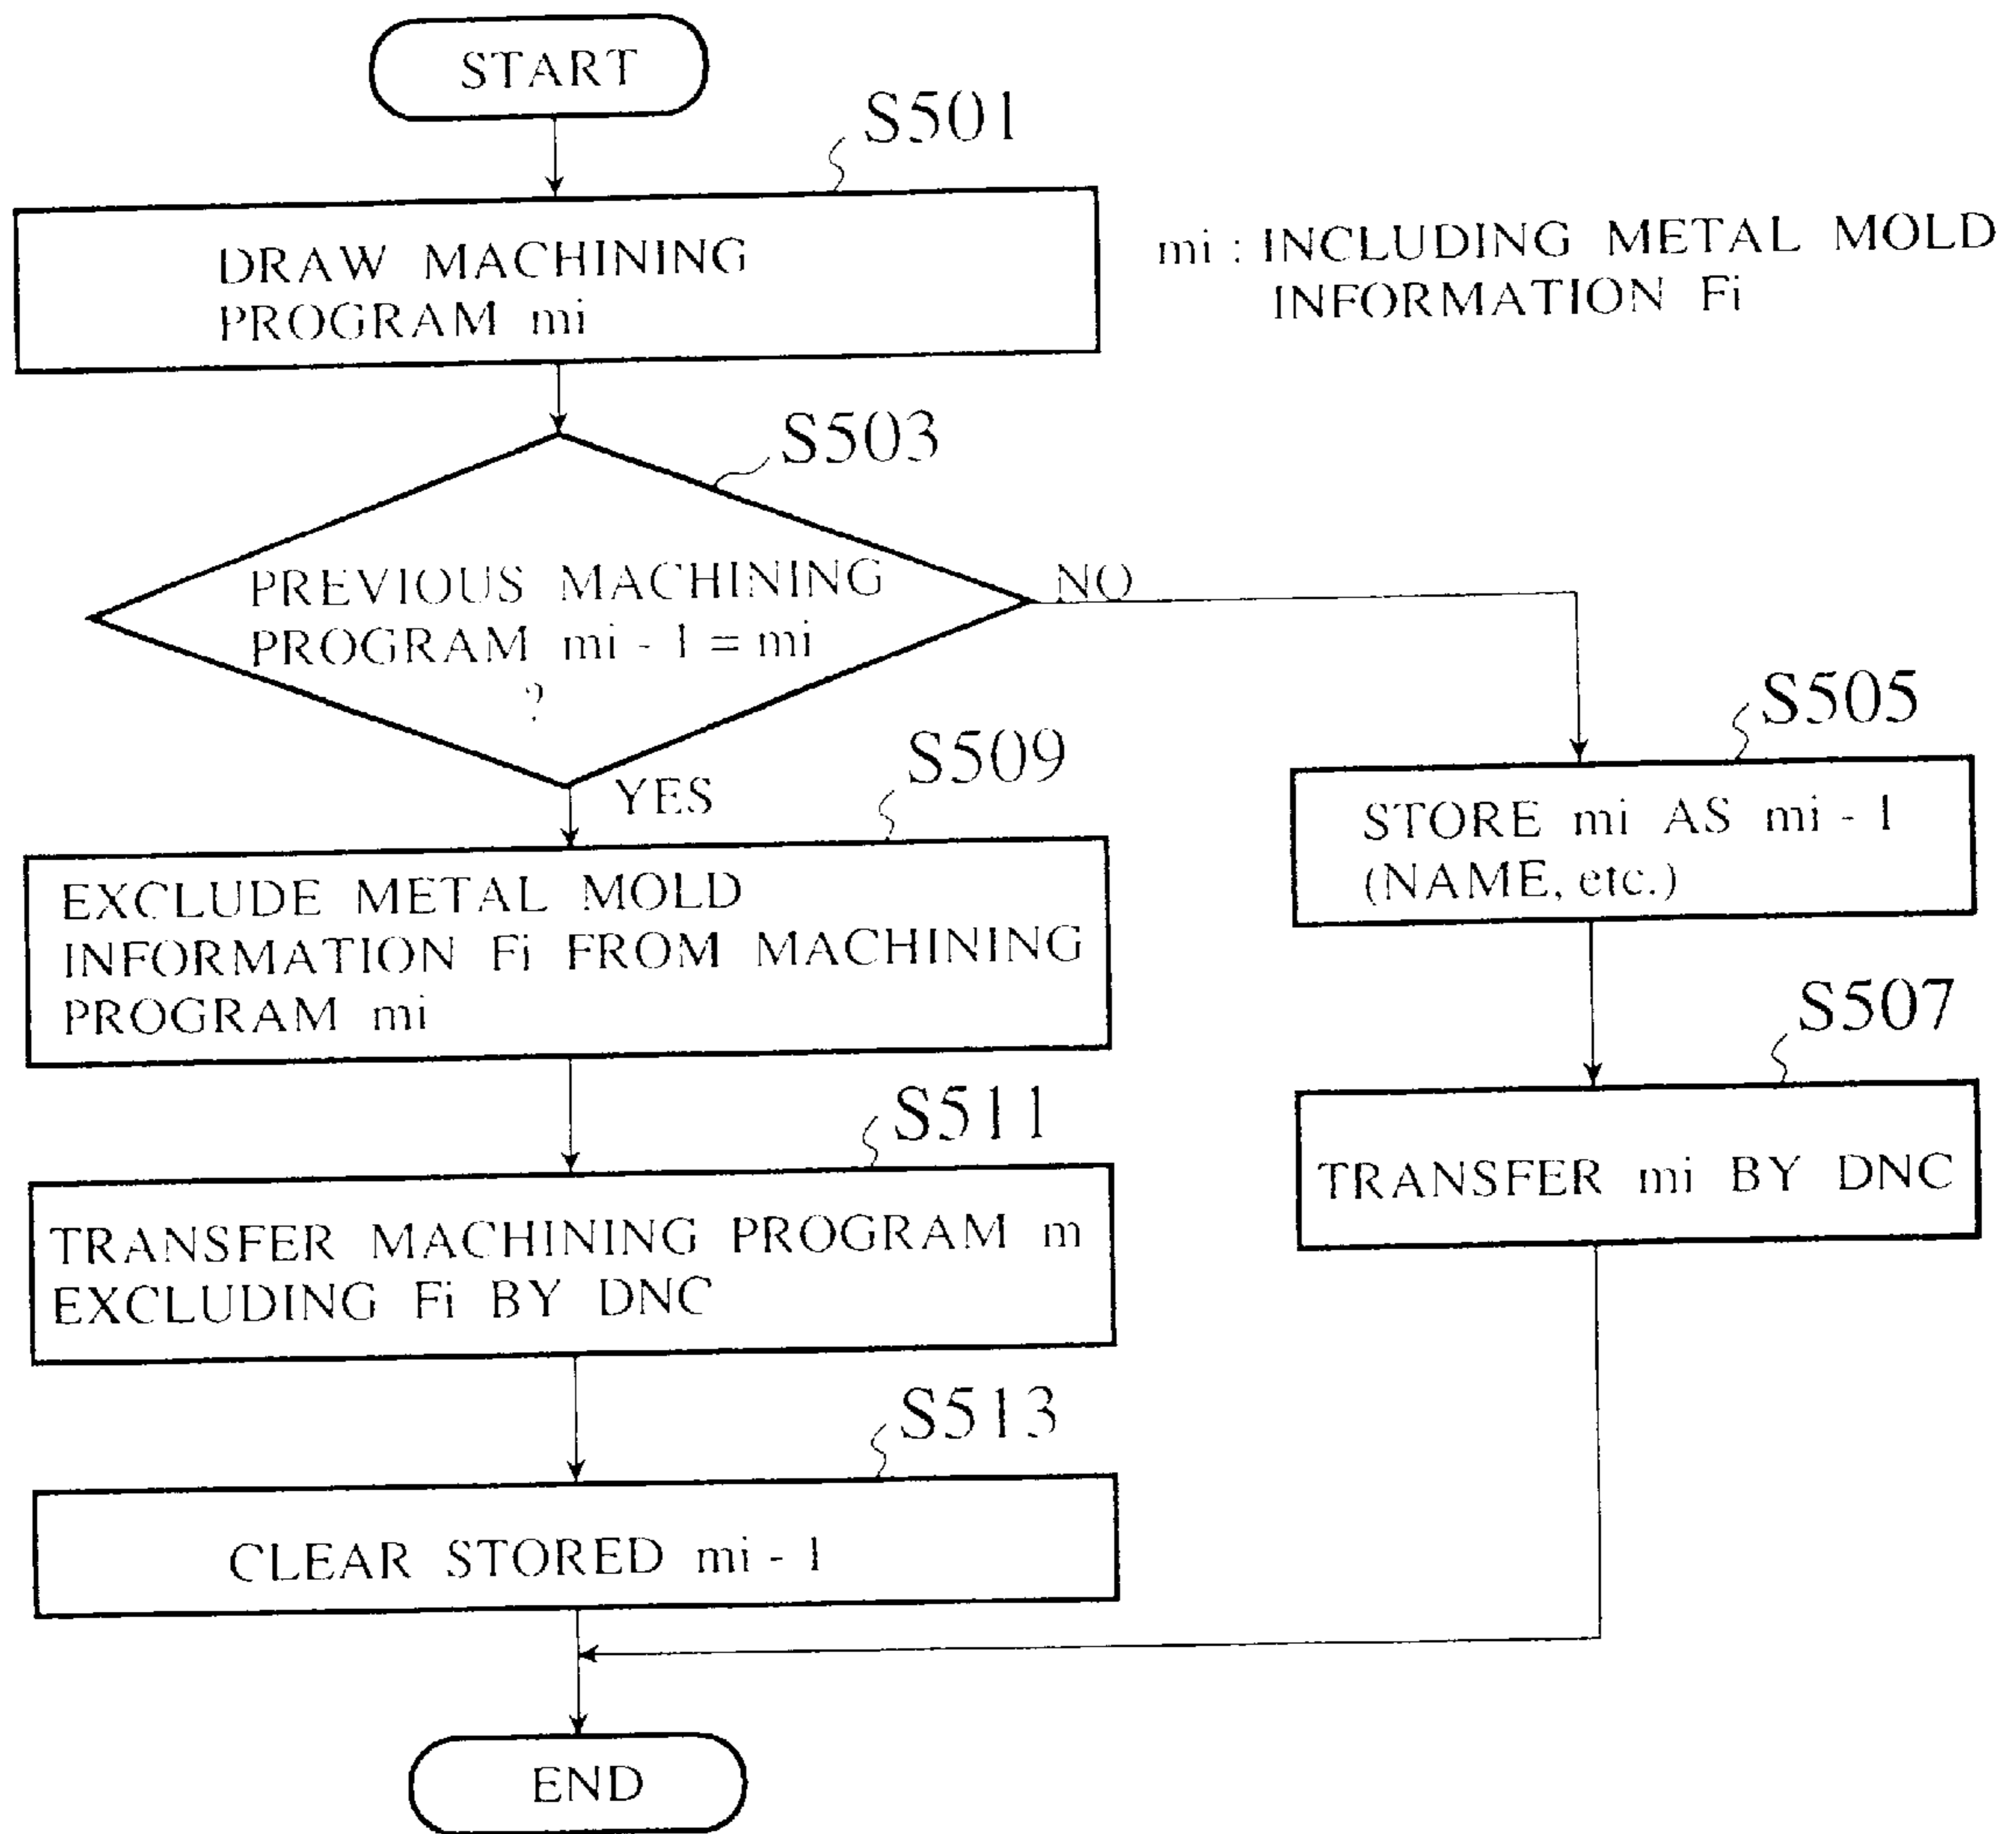 START
S501
DRAW MACHINING
PROGRAM mi
mi : INCLUDING METAL MOLD
INFORMATION Fi
S503
PREVIOUS MACHINING
PROGRAM mi - 1 = mi
?
NO
YES
S505
STORE mi AS mi - 1
(NAME, etc.)
S507
TRANSFER mi BY DNC
S509
EXCLUDE METAL MOLD
INFORMATION Fi FROM MACHINING
PROGRAM mi
S511
TRANSFER MACHINING PROGRAM m
EXCLUDING Fi BY DNC
S513
CLEAR STORED mi - 1
END